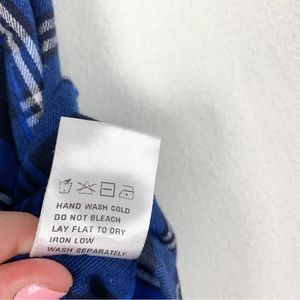 HAND WASH COLD
DO NOT BLEACH
LAY FLAT TO DRY
IRON LOW
WASH SEPARATELY